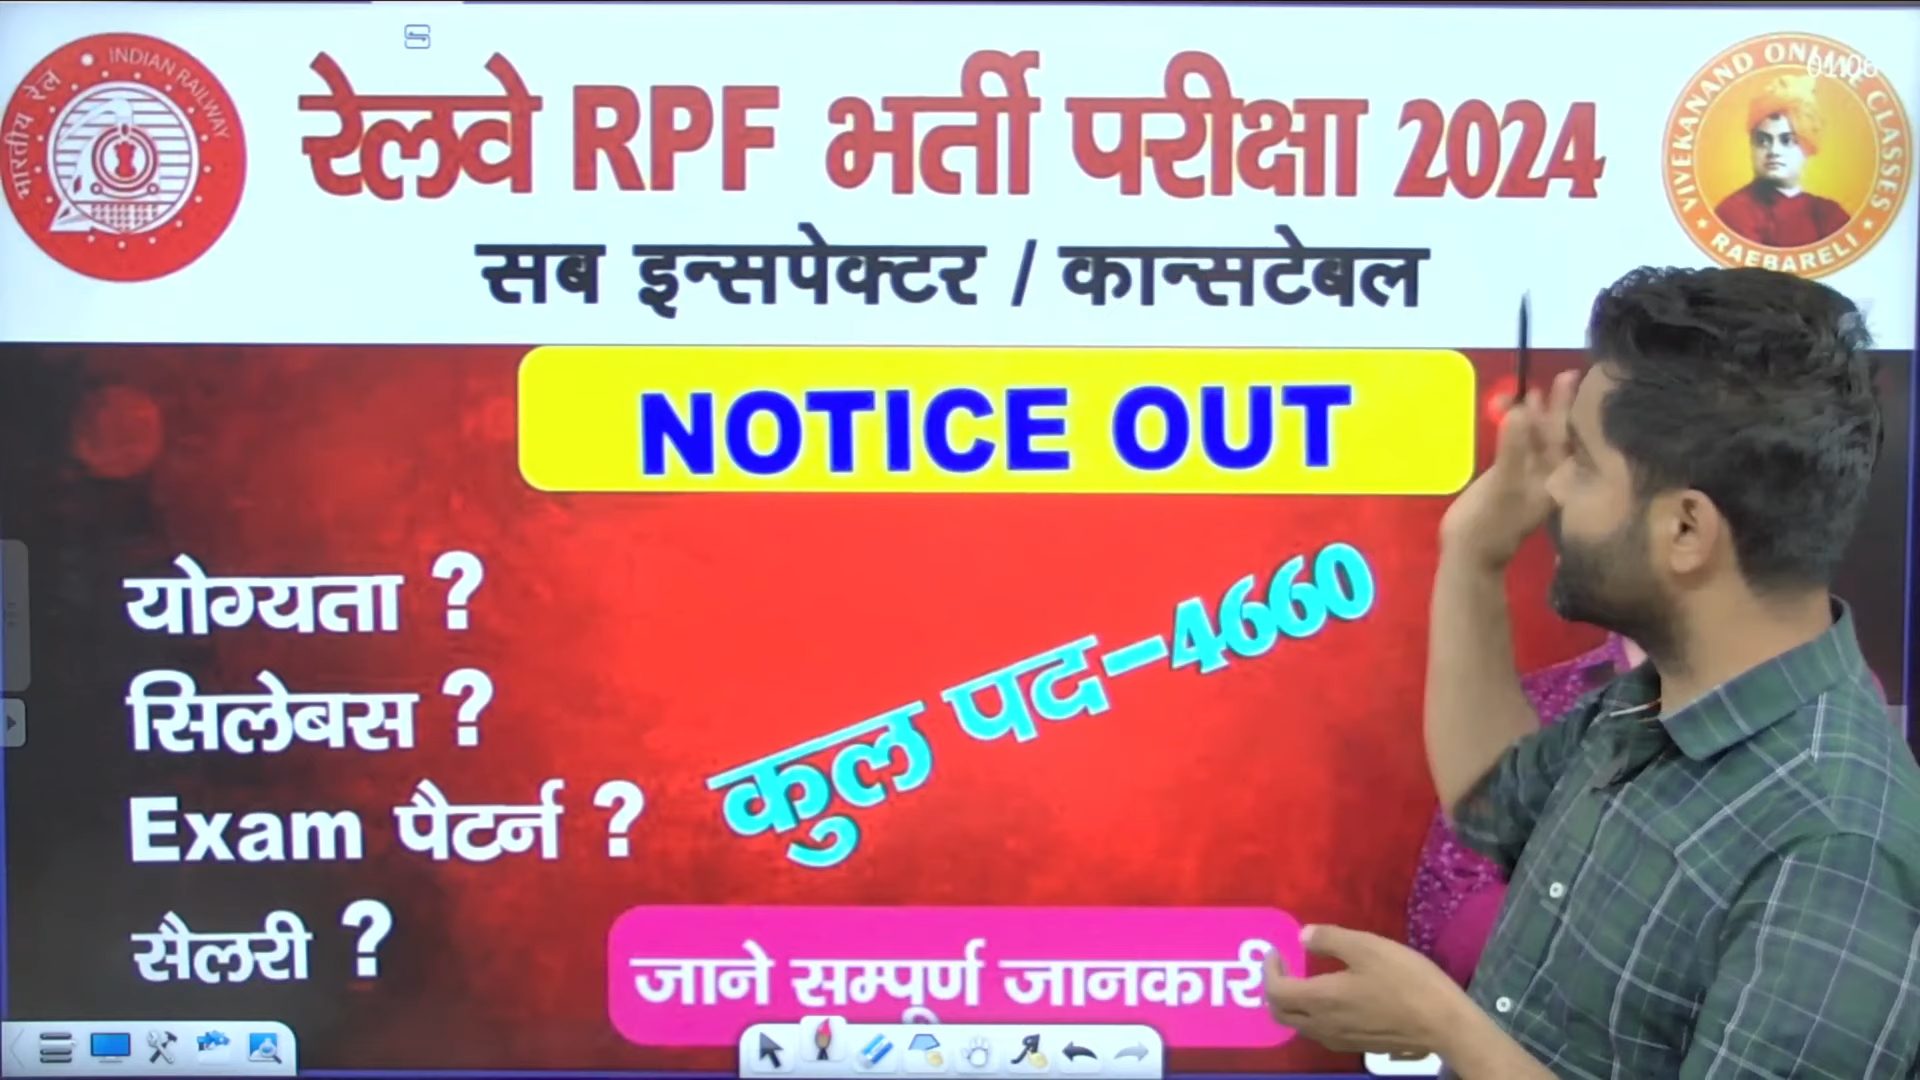 भारतीय रेल
INDIAN RAILWAY
रेलवे RPF भर्ती परीक्षा 2024
सब इन्सपेक्टर / कान्सटेबल
VIVEKANAND ONLINE CLASSES
RAEBARELI
NOTICE OUT
योग्यता ?
सिलेबस ?
Exam पैटर्न ?
सैलरी ?
कुल पद-4660
जाने सम्पूर्ण जानकारी